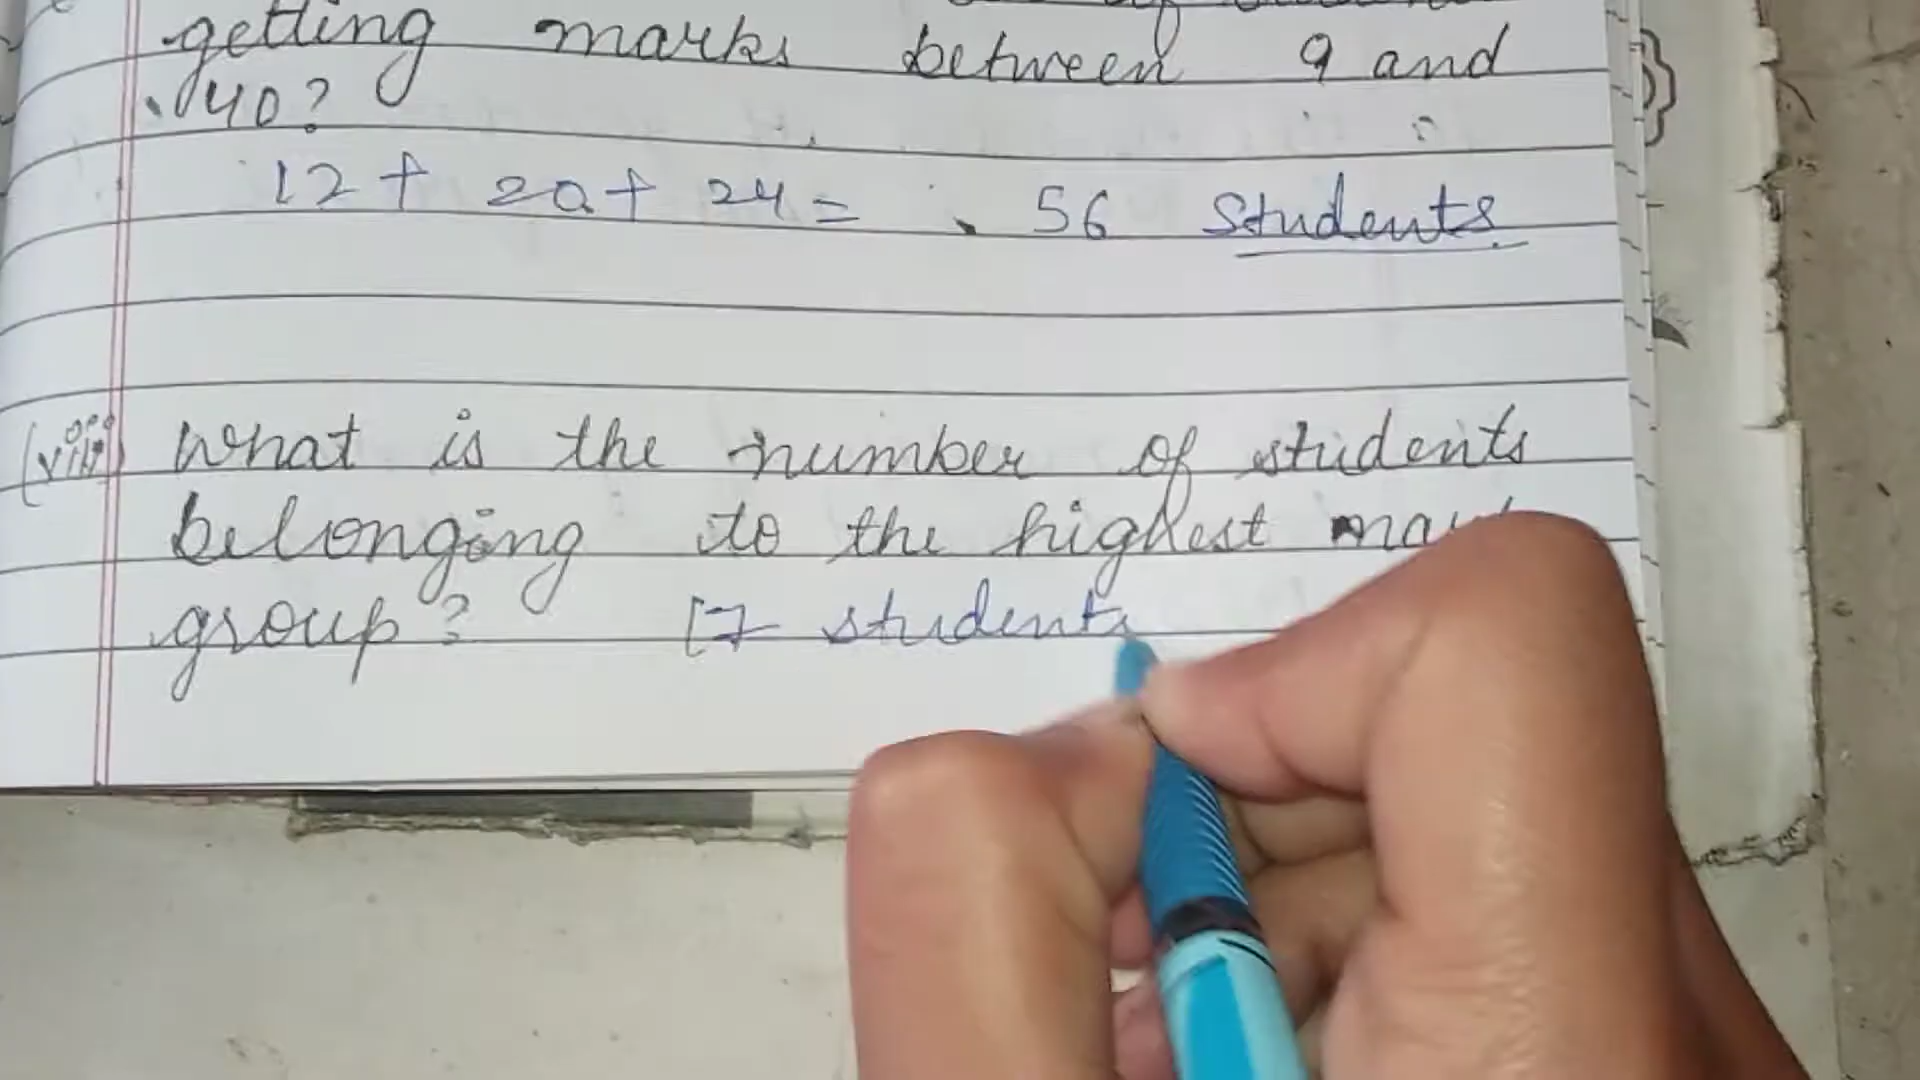 getting marks between 9 and
40?
12 + 20 + 24 = 56 Students
(viii) What is the number of students
belonging to the highest
group? 17 students